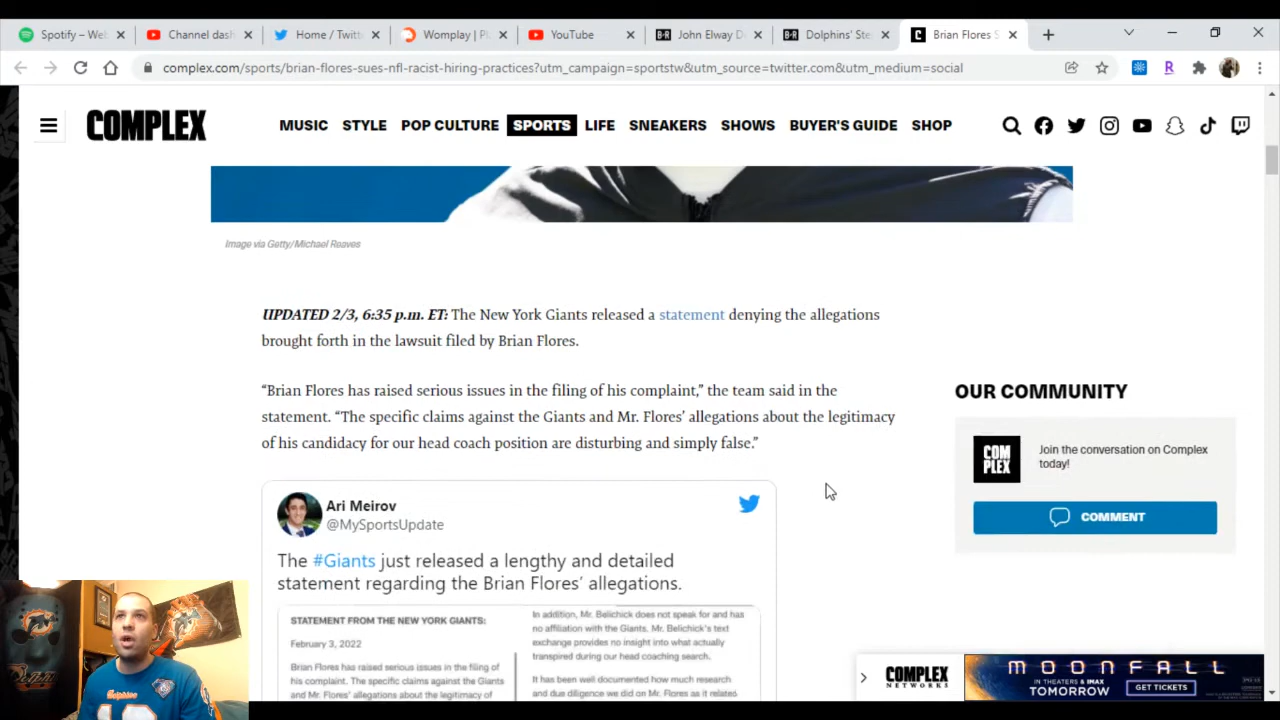 Spotify – Web
Channel dash
Home / Twitte
Womplay | Pl
YouTube
John Elway De
Dolphins' Ste
Brian Flores S
complex.com/sports/brian-flores-sues-nfl-racist-hiring-practices?utm_campaign=sportstw&utm_source=twitter.com&utm_medium=social
COMPLEX
MUSIC STYLE POP CULTURE SPORTS LIFE SNEAKERS SHOWS BUYER'S GUIDE SHOP
Image via Getty/Michael Reaves
UPDATED 2/3, 6:35 p.m. ET: The New York Giants released a statement denying the allegations
brought forth in the lawsuit filed by Brian Flores.
“Brian Flores has raised serious issues in the filing of his complaint,” the team said in the
statement. “The specific claims against the Giants and Mr. Flores’ allegations about the legitimacy
of his candidacy for our head coach position are disturbing and simply false.”
Ari Meirov
@MySportsUpdate
The #Giants just released a lengthy and detailed
statement regarding the Brian Flores’ allegations.
STATEMENT FROM THE NEW YORK GIANTS:
February 3, 2022
Brian Flores has raised serious issues in the filing of
his complaint. The specific claims against the Giants
and Mr. Flores' allegations about the legitimacy of
In addition, Mr. Belichick does not speak for and has
no affiliation with the Giants. Mr. Belichick's text
exchange provides no insight into what actually
transpired during our head coaching search.
It has been well documented how much research
and due diligence we did on Mr. Flores as it related
OUR COMMUNITY
COM
PLEX
Join the conversation on Complex
today!
COMMENT
COMPLEX
NETWORKS
MOONFALL
IN THEATERS & IMAX
TOMORROW
GET TICKETS